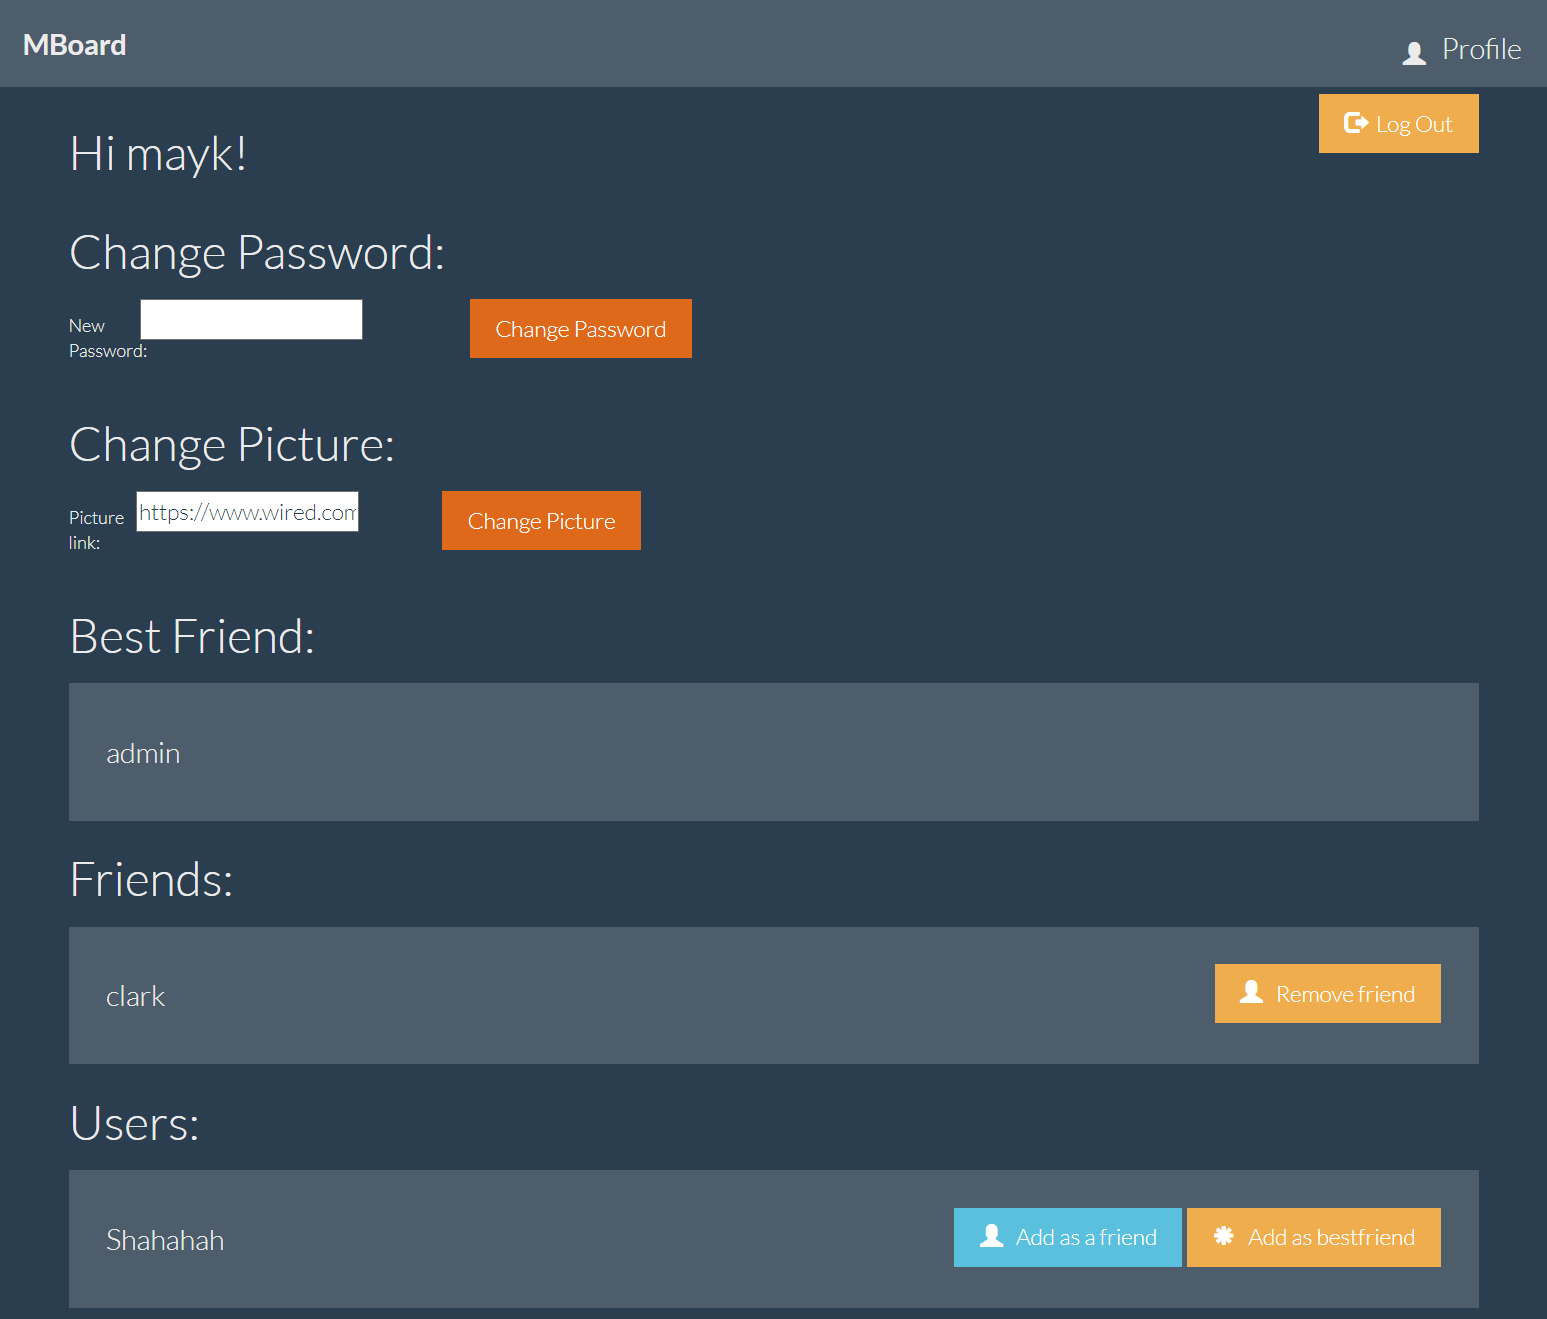 MBoard
Profile
Log Out
Hi mayk!
Change Password:
New
Password:
Change Password
Change Picture:
Picture
link:
https://www.wired.com
Change Picture
Best Friend:
admin
Friends:
clark
Remove friend
Users:
Shahahah
Add as a friend
Add as bestfriend